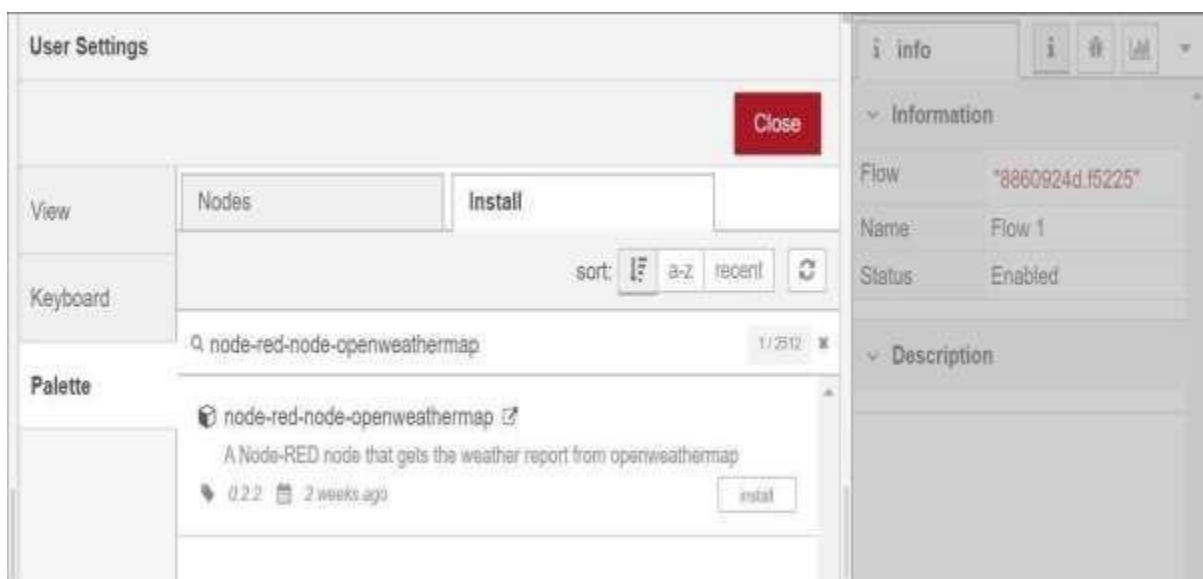 User Settings
Close
View
Keyboard
Palette
Nodes
Install
sort: a-z recent
node-red-node-openweathermap
1 / 2512
node-red-node-openweathermap
A Node-RED node that gets the weather report from openweathermap
0.2.2 2 weeks ago
install
i info
Information
Flow "8860924d.f5225"
Name Flow 1
Status Enabled
Description